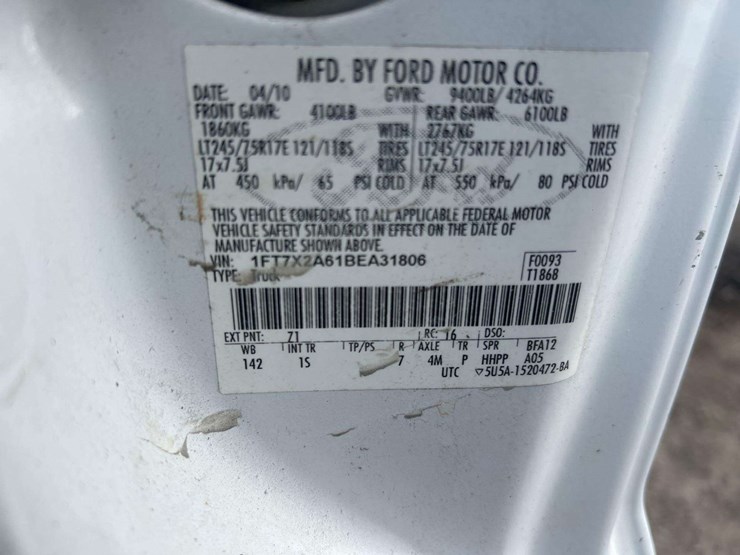 MFD. BY FORD MOTOR CO.
DATE: 04/10 GVWR: 9400LB/ 4264KG
FRONT GAWR: 4100LB REAR GAWR: 6100LB
1860KG WITH 2767KG WITH
LT245/75R17E 121/118S TIRES LT245/75R17E 121/118S TIRES
17x7.5J RIMS 17x7.5J RIMS
AT 450 kPa/ 65 PSI COLD AT 550 kPa/ 80 PSI COLD
THIS VEHICLE CONFORMS TO ALL APPLICABLE FEDERAL MOTOR
VEHICLE SAFETY STANDARDS IN EFFECT ON THE DATE OF
MANUFACTURE SHOWN ABOVE.
VIN: 1FT7X2A61BEA31806 F0093
TYPE: Truck T1868
EXT PNT: Z1 RC: 16 DSO:
WB INT TR TP/PS R AXLE TR SPR BFA12
142 1S 7 4M P HHPP A05
UTC ▽5U5A-1520472-BA